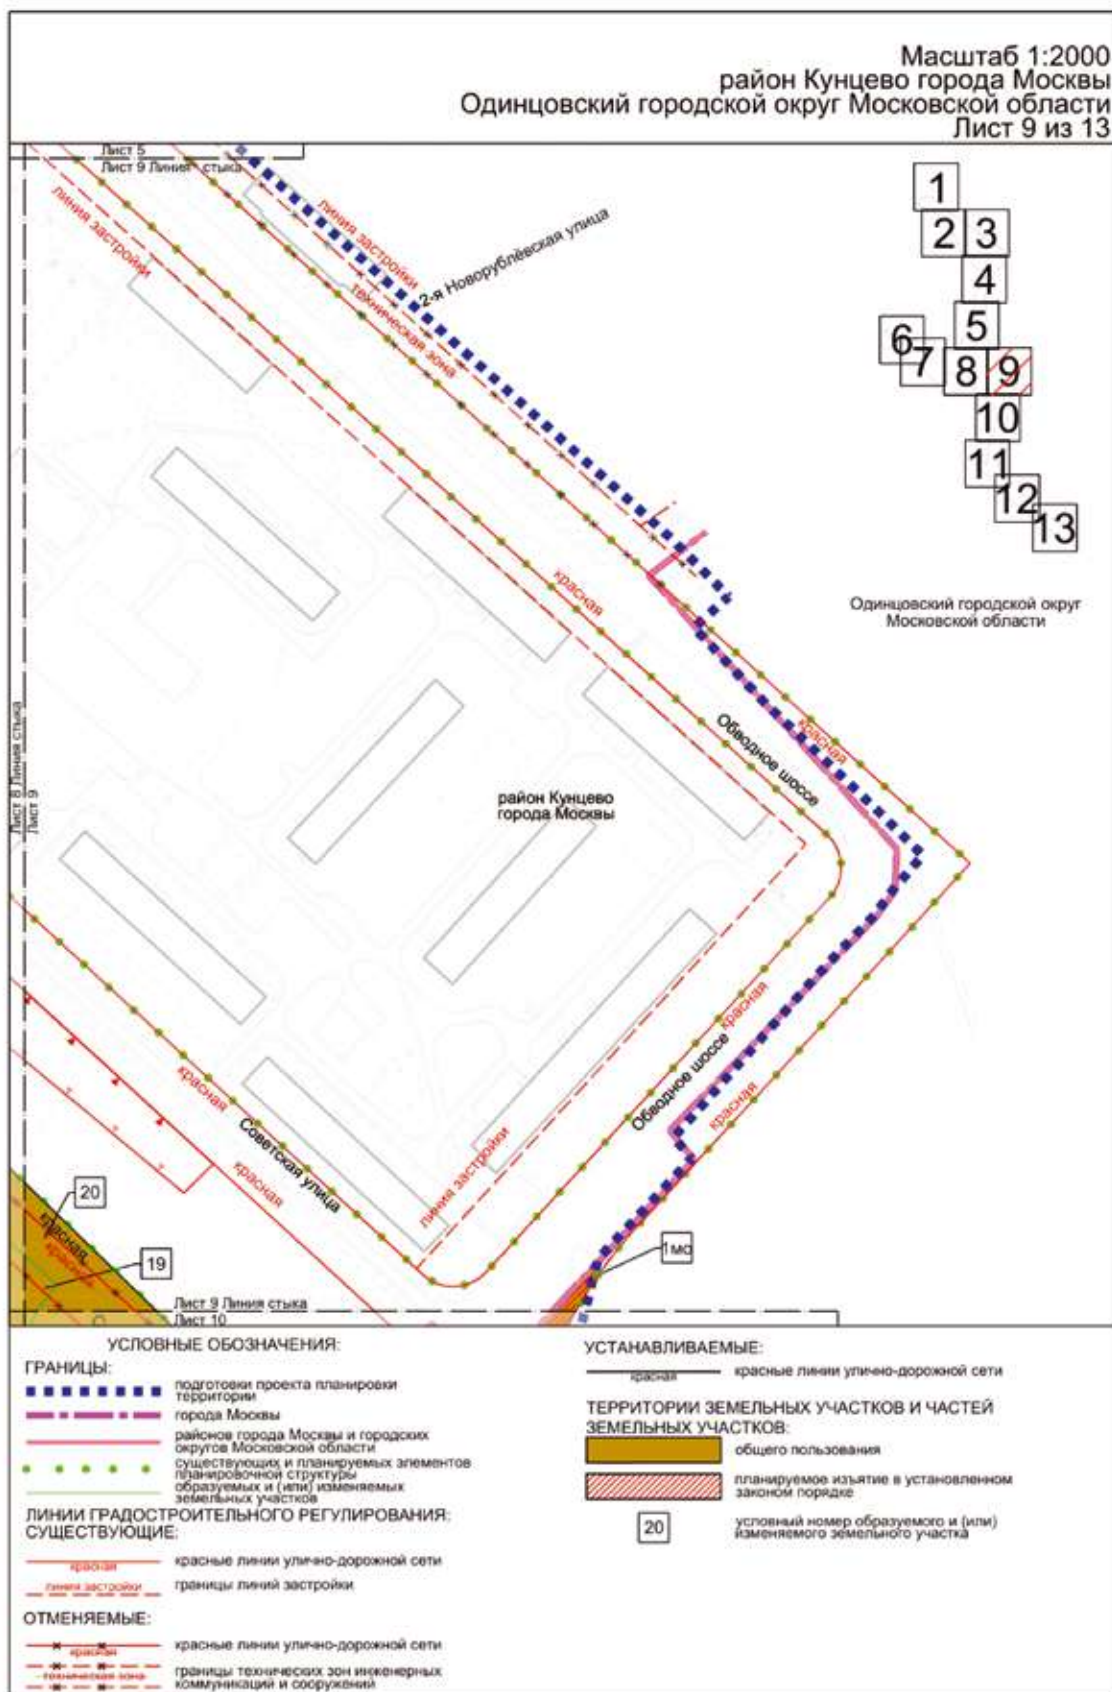 Масштаб 1:2000
район Кунцево города Москвы
Одинцовский городской округ Московской области
Лист 9 из 13
Лист 5
Лист 9 Линия стыка
линия застройки
линия застройки
2-я Новорублёвская улица
техническая зона
1
2
3
4
5
6
7
8
9
10
11
12
13
Одинцовский городской округ
Московской области
красная
Обводное шоссе
красная
район Кунцево
города Москвы
Лист 8 Линия стыка
Лист 9
красная
Обводное шоссе
красная
красная
Советская улица
красная
линия застройки
20
красная
красная
19
1мо
Лист 9 Линия стыка
Лист 10
УСЛОВНЫЕ ОБОЗНАЧЕНИЯ:
ГРАНИЦЫ:
подготовки проекта планировки
территории
города Москвы
районов города Москвы и городских
округов Московской области
существующих и планируемых элементов
планировочной структуры
образуемых и (или) изменяемых
земельных участков
ЛИНИИ ГРАДОСТРОИТЕЛЬНОГО РЕГУЛИРОВАНИЯ:
СУЩЕСТВУЮЩИЕ:
красная
красные линии улично-дорожной сети
линия застройки
границы линий застройки
ОТМЕНЯЕМЫЕ:
красная
красные линии улично-дорожной сети
техническая зона
границы технических зон инженерных
коммуникаций и сооружений
УСТАНАВЛИВАЕМЫЕ:
красная
красные линии улично-дорожной сети
ТЕРРИТОРИИ ЗЕМЕЛЬНЫХ УЧАСТКОВ И ЧАСТЕЙ
ЗЕМЕЛЬНЫХ УЧАСТКОВ:
общего пользования
планируемое изъятие в установленном
законом порядке
20
условный номер образуемого и (или)
изменяемого земельного участка